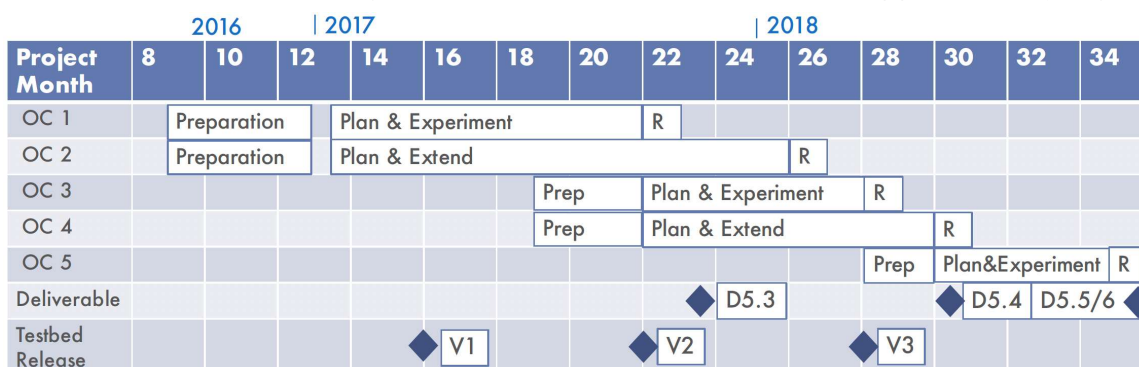 2016 | 2017 | 2018
Project Month 8 10 12 14 16 18 20 22 24 26 28 30 32 34
OC 1 Preparation Plan & Experiment R
OC 2 Preparation Plan & Extend R
OC 3 Prep Plan & Experiment R
OC 4 Prep Plan & Extend R
OC 5 Prep Plan&Experiment R
Deliverable D5.3 D5.4 D5.5/6
Testbed Release V1 V2 V3